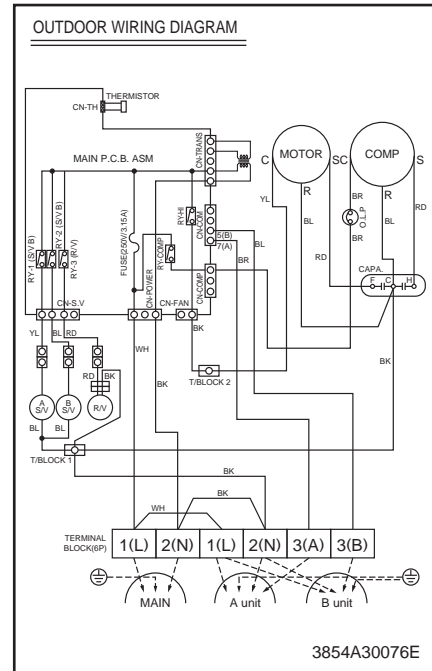 OUTDOOR WIRING DIAGRAM
THERMISTOR
CN-TH
MAIN P.C.B. ASM
CN-TRANS
C
MOTOR
S
C
COMP
S
YL
R
BL
RD
BR
O.L.P
BR
R
BL
RD
RY-1 (S/V B)
RY-2 (S/V B)
RY-3 (R/V)
FUSE(250V/3.15A)
RY-HI
CN-COM
5(B)
7(A)
BL
BR
RY-COMP
CN-POWER
CN-COMP
CAPA.
F
C
H
CN-S.V
CN-FAN
YL
BL
RD
WH
BK
BK
BK
T/BLOCK 2
RD
BK
A
S/V
B
S/V
R/V
BL
BL
T/BLOCK 1
BK
BK
WH
TERMINAL
BLOCK(6P)
1(L)
2(N)
1(L)
2(N)
3(A)
3(B)
MAIN
A unit
B unit
3854A30076E